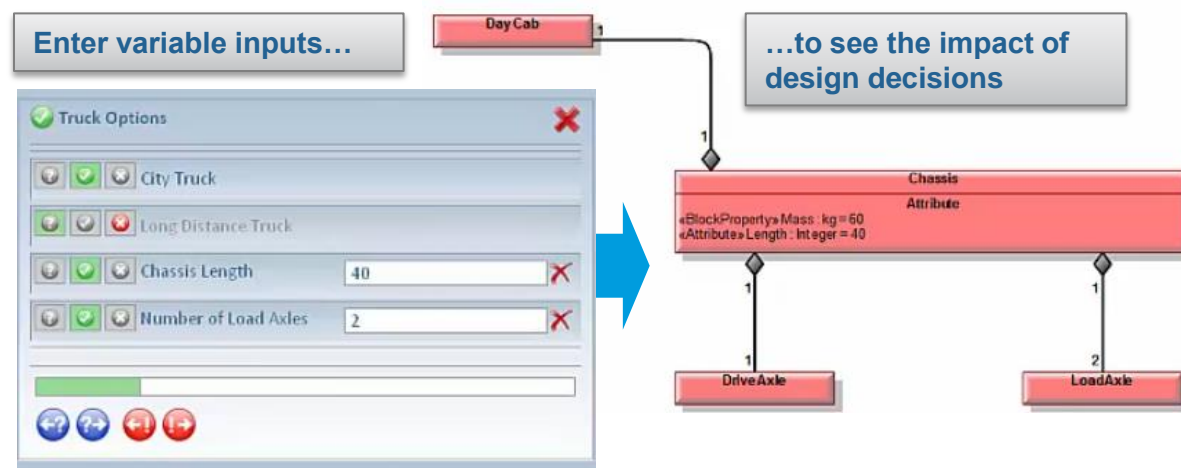 Enter variable inputs…
Truck Options
City Truck
Long Distance Truck
Chassis Length 40
Number of Load Axles 2
…to see the impact of
design decisions
DayCab
1
1
Chassis
Attribute
«BlockProperty» Mass : kg = 60
«Attribute» Length : Integer = 40
1
1
1
2
DriveAxle
LoadAxle